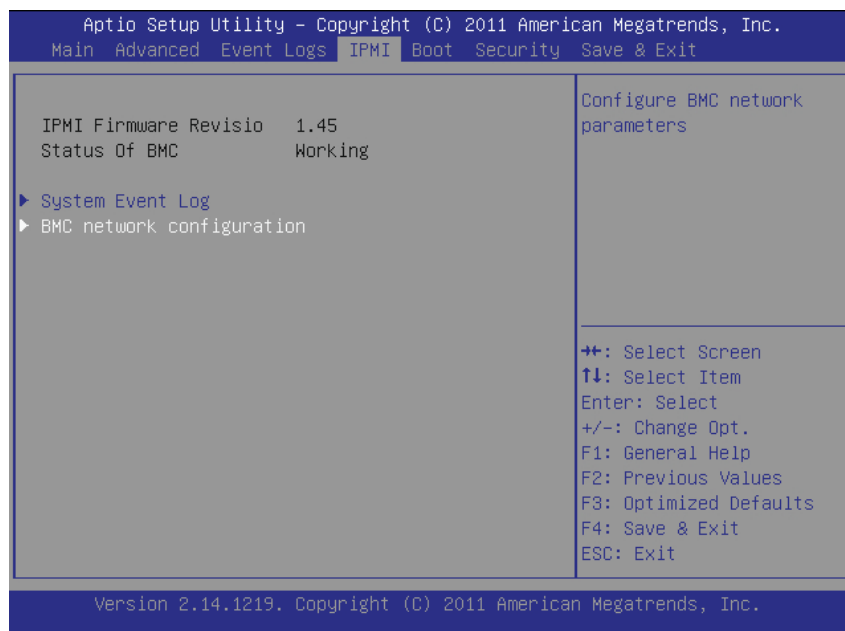 Aptio Setup Utility – Copyright (C) 2011 American Megatrends, Inc.
Main Advanced Event Logs IPMI Boot Security Save & Exit
Configure BMC network
parameters
IPMI Firmware Revisio 1.45
Status Of BMC Working
▶ System Event Log
▶ BMC network configuration
→←: Select Screen
↑↓: Select Item
Enter: Select
+/-: Change Opt.
F1: General Help
F2: Previous Values
F3: Optimized Defaults
F4: Save & Exit
ESC: Exit
Version 2.14.1219. Copyright (C) 2011 American Megatrends, Inc.